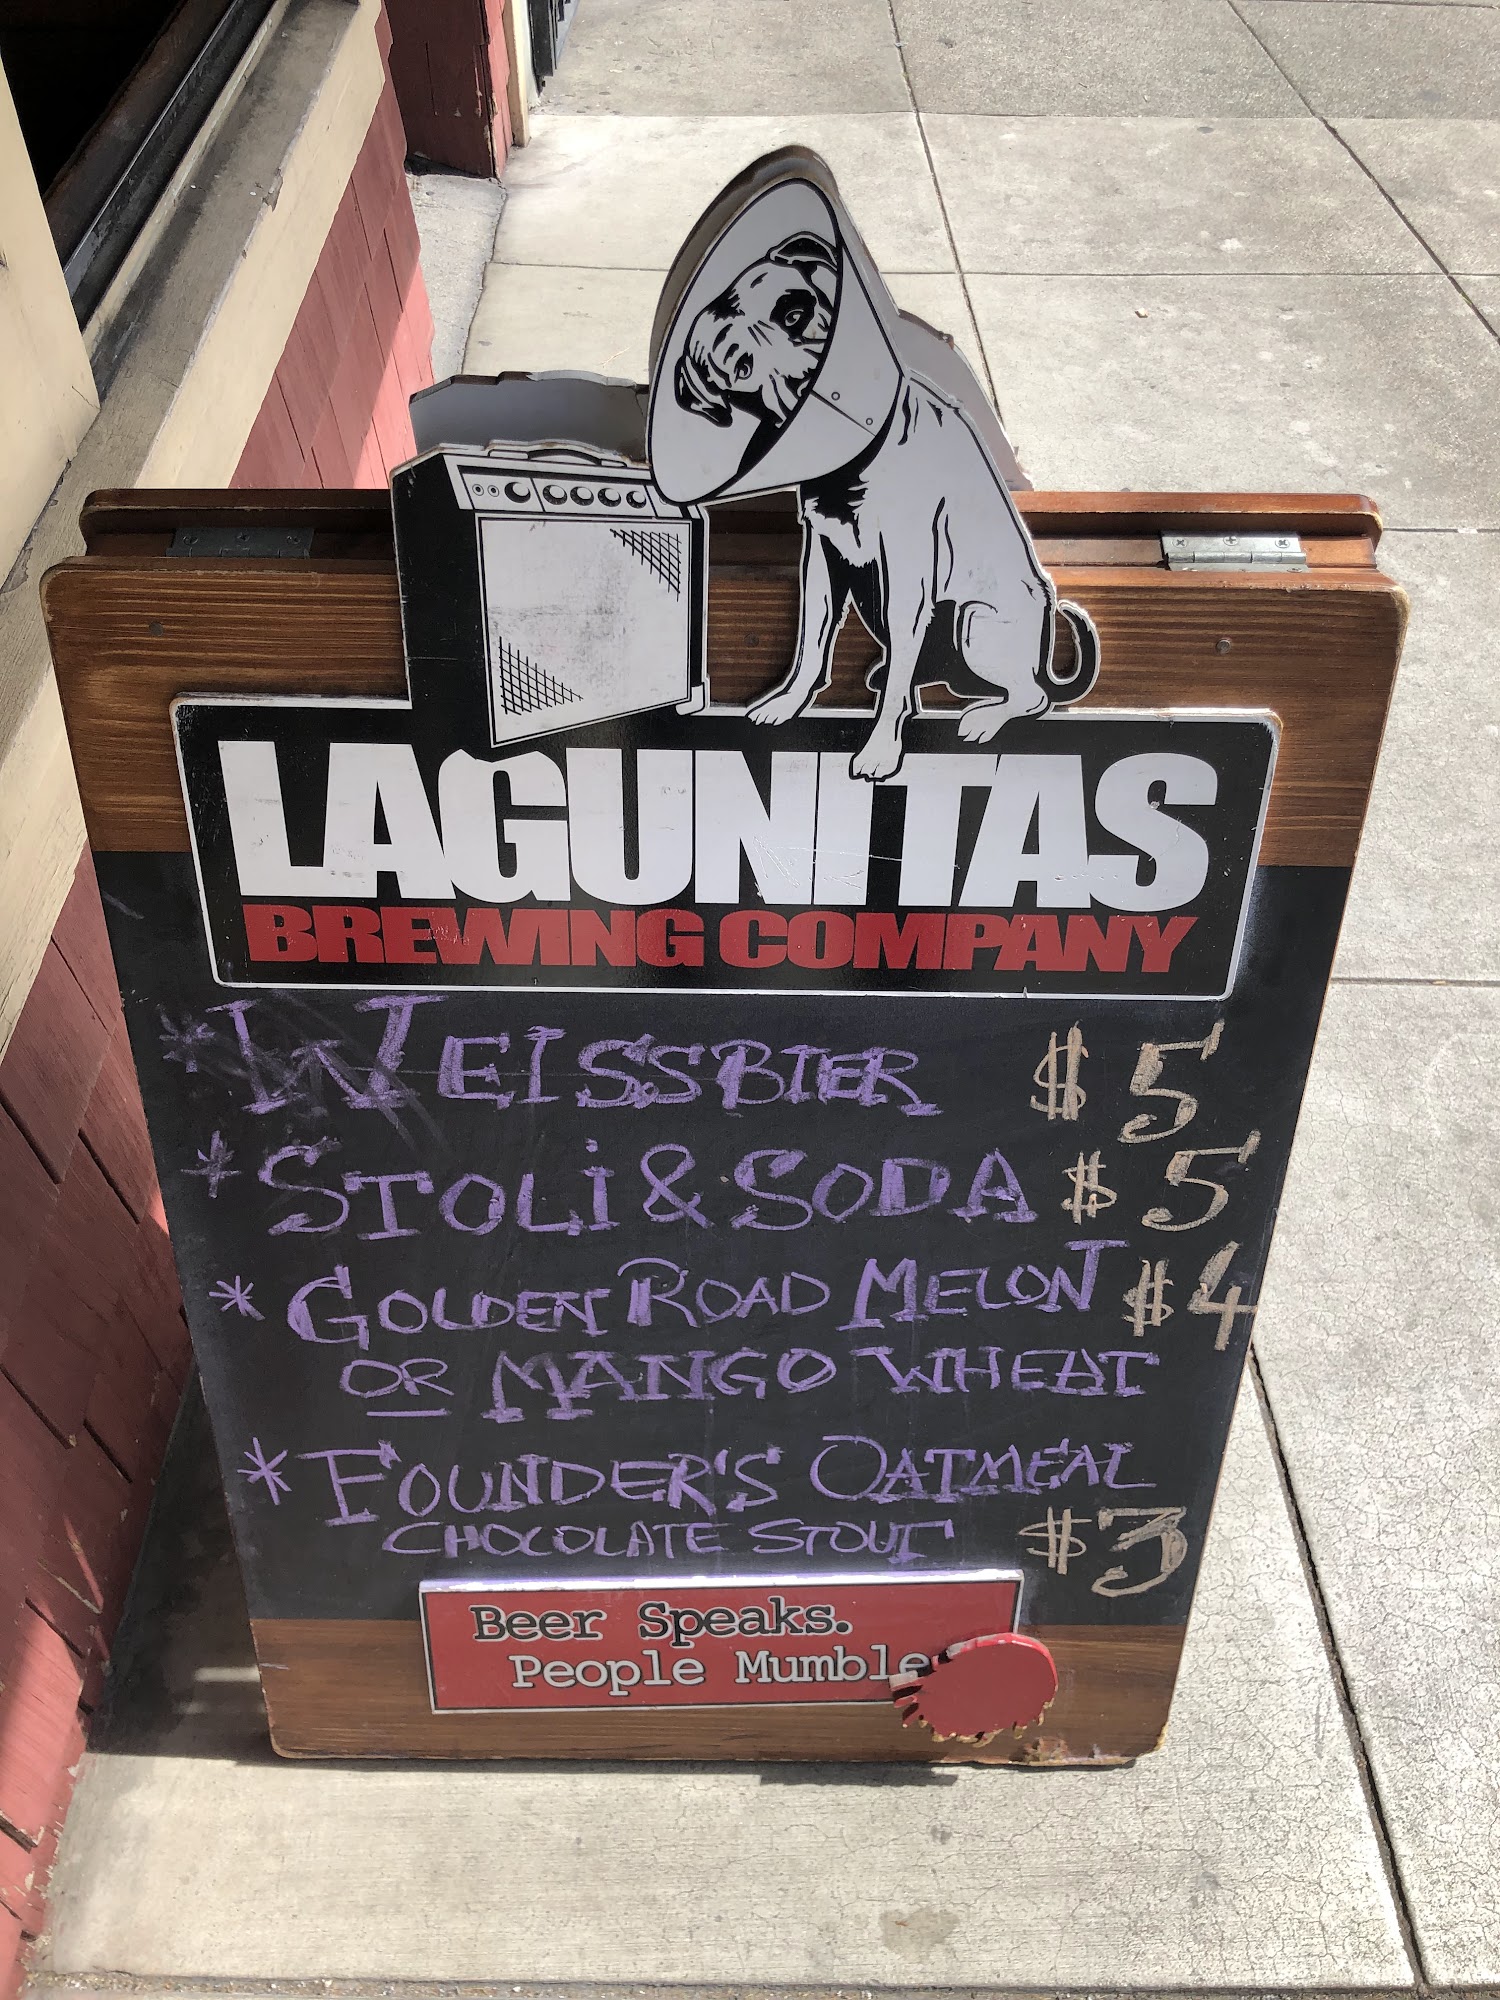 LAGUNITAS
BREWING COMPANY
* WEISSBIER $5
* STOLi & SODA $5
* GOLDEN ROAD MELON $4
OR MANGO WHEAT
* FOUNDER'S OATMEAL
CHOCOLATE STOUT $3
Beer Speaks.
People Mumble